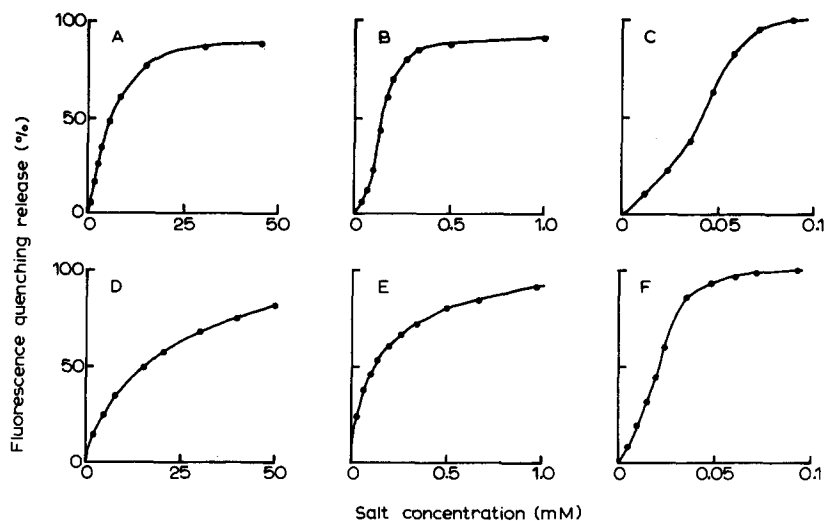 Fluorescence quenching release (%)
100
50
0
A
0 25 50
B
0 0.5 1.0
C
0 0.05 0.1
100
50
0
D
0 25 50
E
0 0.5 1.0
F
0 0.05 0.1
Salt concentration (mM)